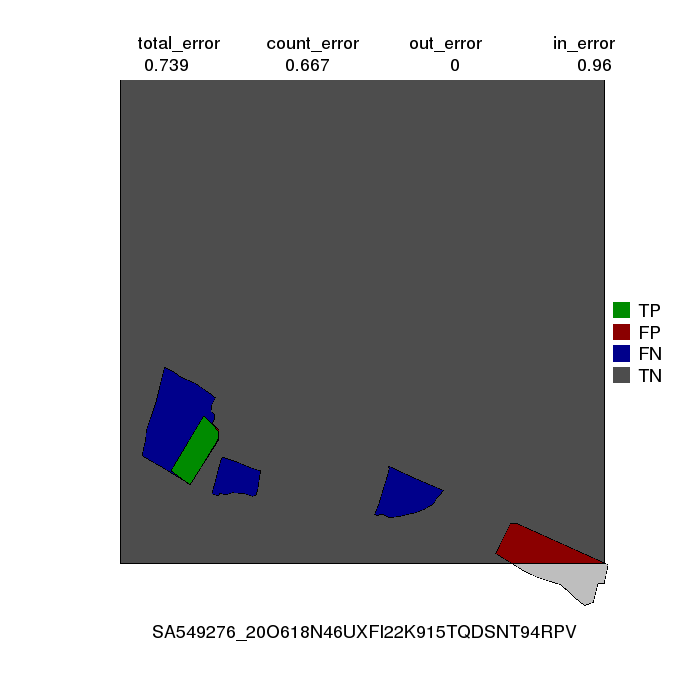 total_error count_error out_error in_error
0.739 0.667 0 0.96
TP
FP
FN
TN
SA549276_20O618N46UXFI22K915TQDSNT94RPV